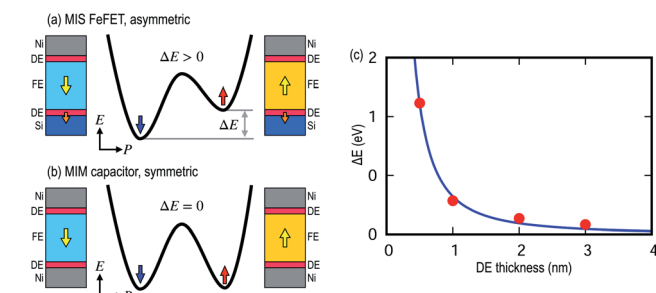 (a) MIS FeFET, asymmetric
Ni
DE
FE
DE
Si
E
P
ΔE > 0
ΔE
Ni
DE
FE
DE
Si
(b) MIM capacitor, symmetric
Ni
DE
FE
DE
Ni
E
ΔE = 0
Ni
DE
FE
DE
Ni
(c)
2
1
0
0
ΔE (eV)
0 1 2 3 4
DE thickness (nm)